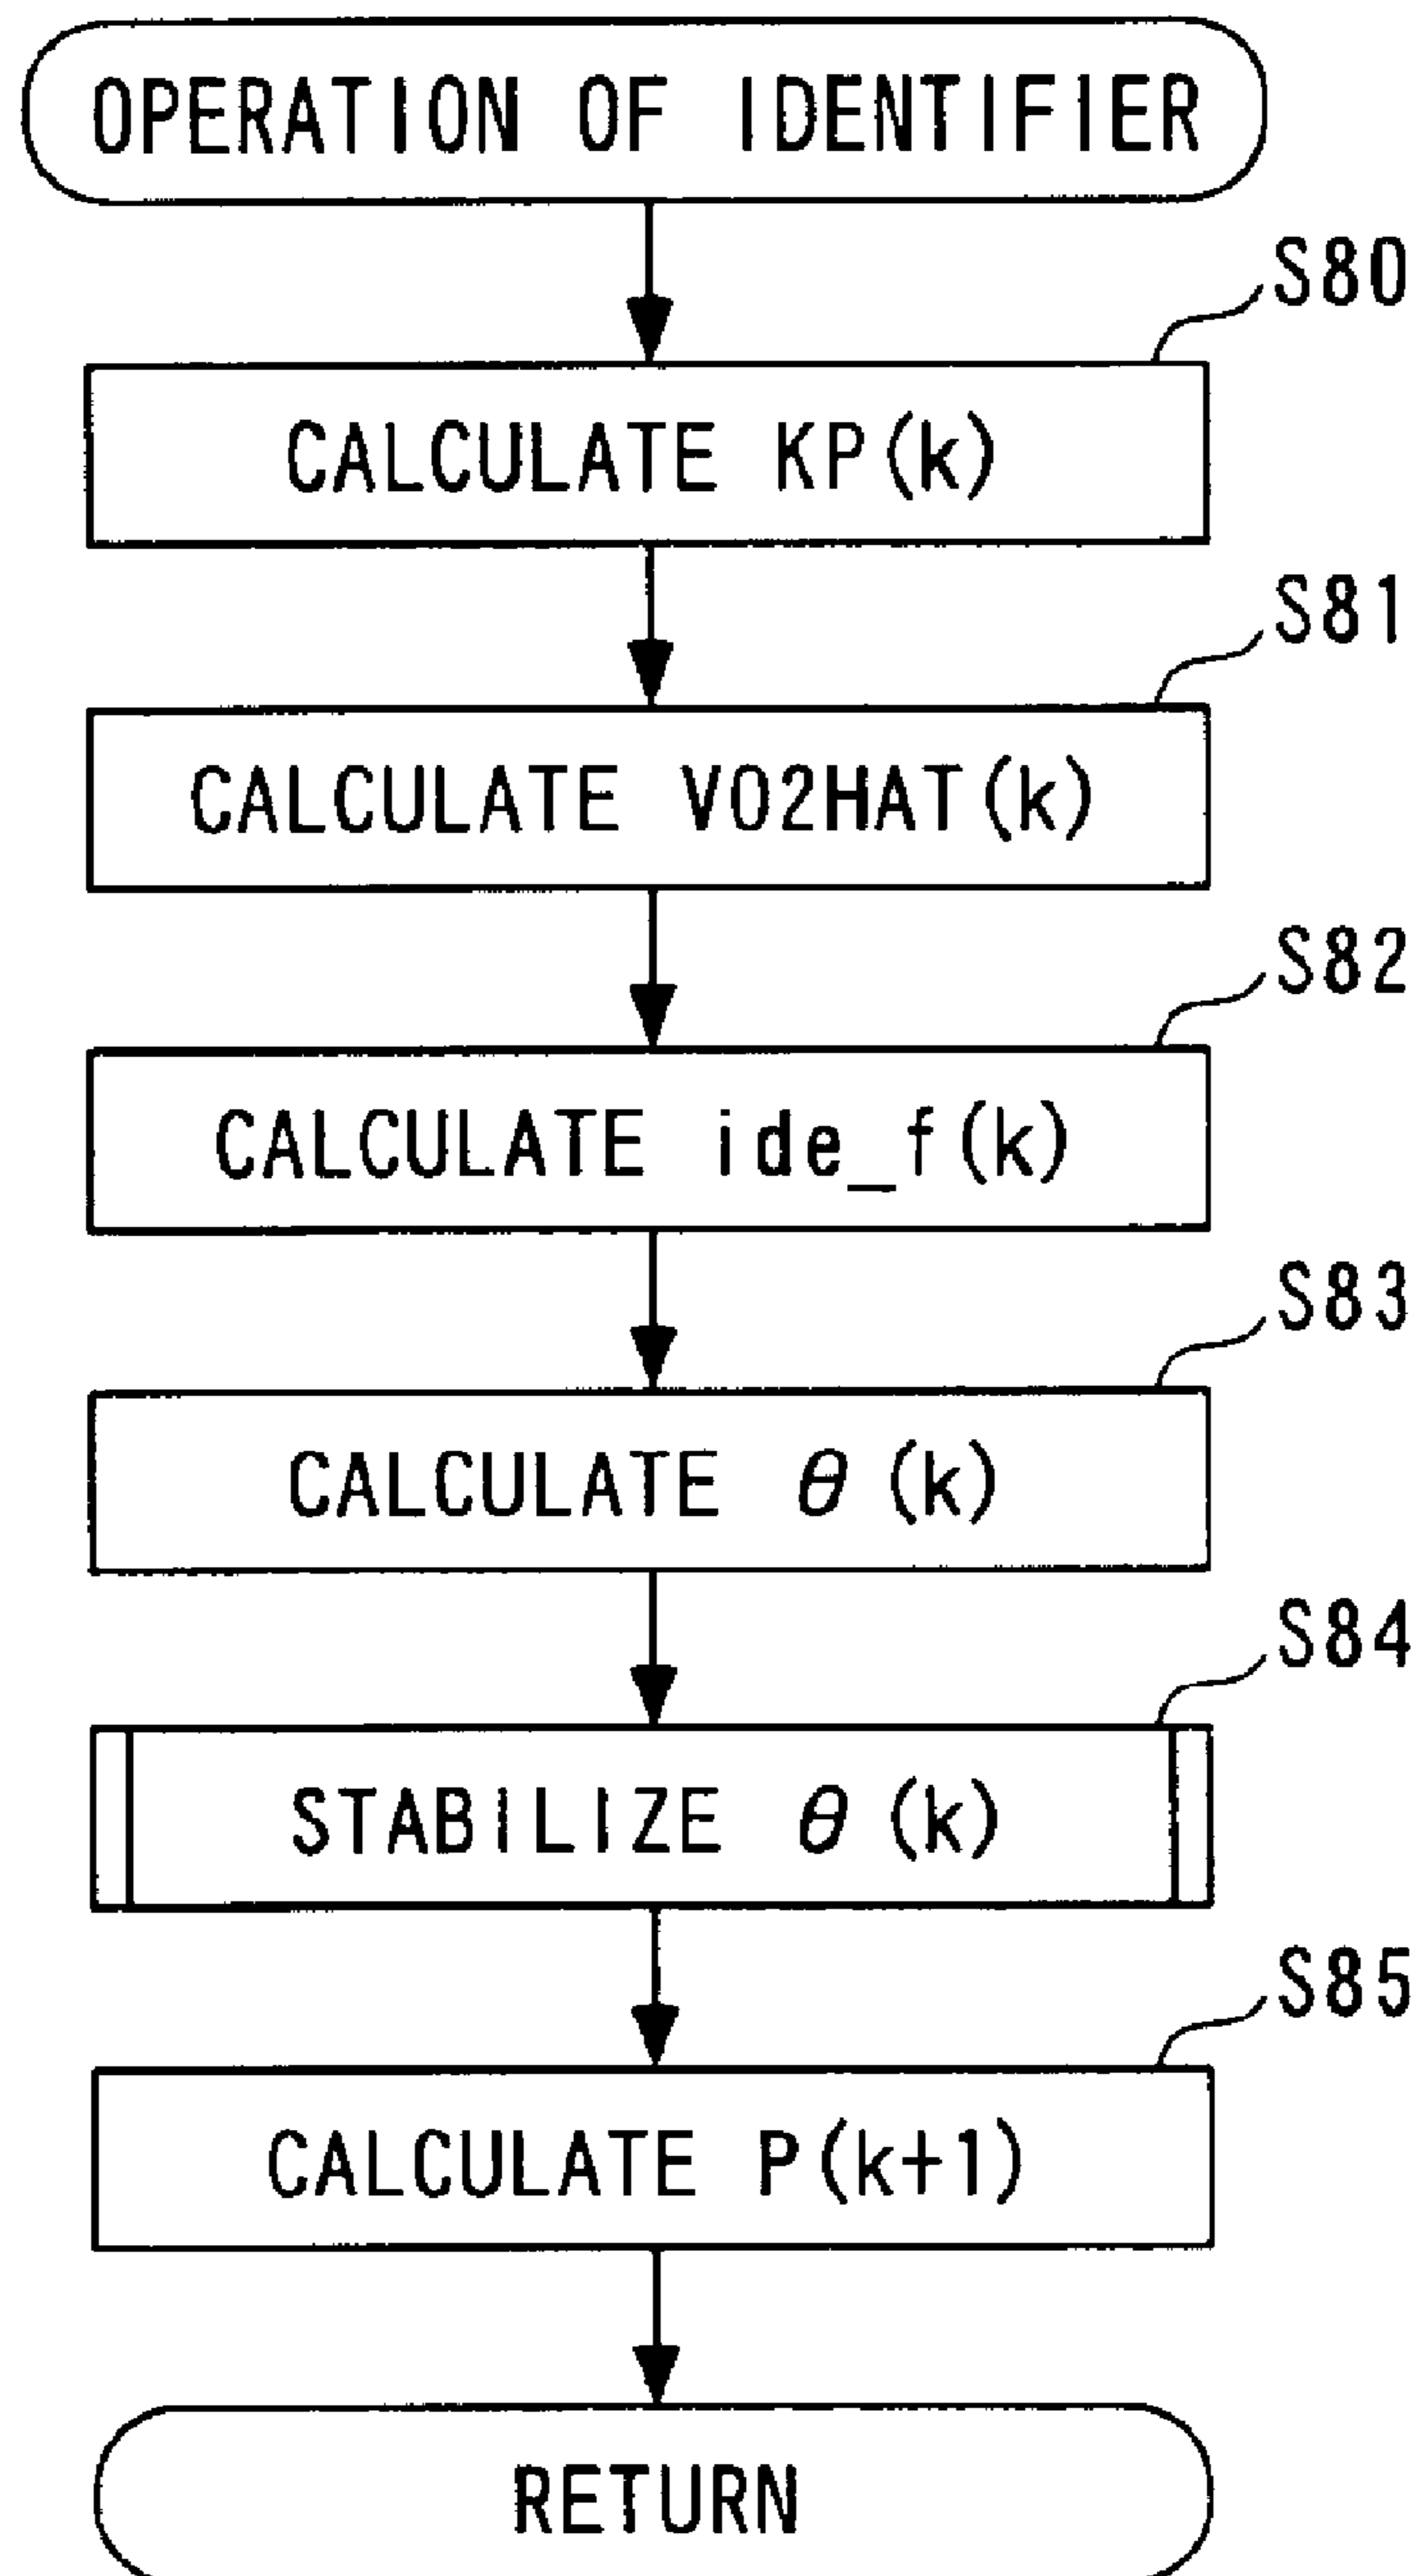 OPERATION OF IDENTIFIER
S80
CALCULATE KP(k)
S81
CALCULATE VO2HAT(k)
S82
CALCULATE ide_f(k)
S83
CALCULATE θ(k)
S84
STABILIZE θ(k)
S85
CALCULATE P(k+1)
RETURN